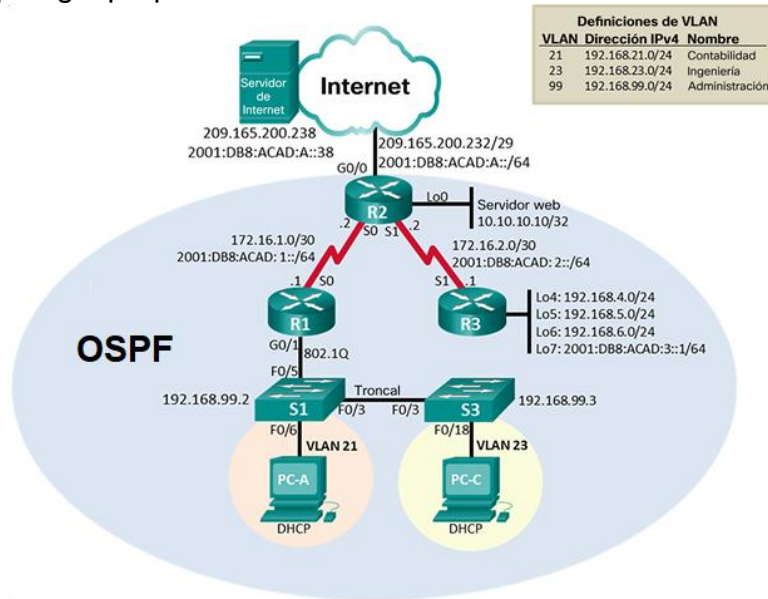 Definiciones de VLAN
VLAN Dirección IPv4 Nombre
21 192.168.21.0/24 Contabilidad
23 192.168.23.0/24 Ingeniería
99 192.168.99.0/24 Administración
Servidor
de
Internet
Internet
209.165.200.238
2001:DB8:ACAD:A::38
209.165.200.232/29
2001:DB8:ACAD:A::/64
G0/0
Lo0
Servidor web
10.10.10.10/32
R2
.2
S0
S1
.2
172.16.1.0/30
2001:DB8:ACAD: 1::/64
172.16.2.0/30
2001:DB8:ACAD: 2::/64
.1
S0
S1
.1
R1
R3
Lo4: 192.168.4.0/24
Lo5: 192.168.5.0/24
Lo6: 192.168.6.0/24
Lo7: 2001:DB8:ACAD:3::1/64
OSPF
G0/1
802.1Q
F0/5
192.168.99.2
S1
Troncal
F0/3
F0/3
S3
192.168.99.3
F0/6
VLAN 21
F0/18
VLAN 23
PC-A
PC-C
DHCP
DHCP